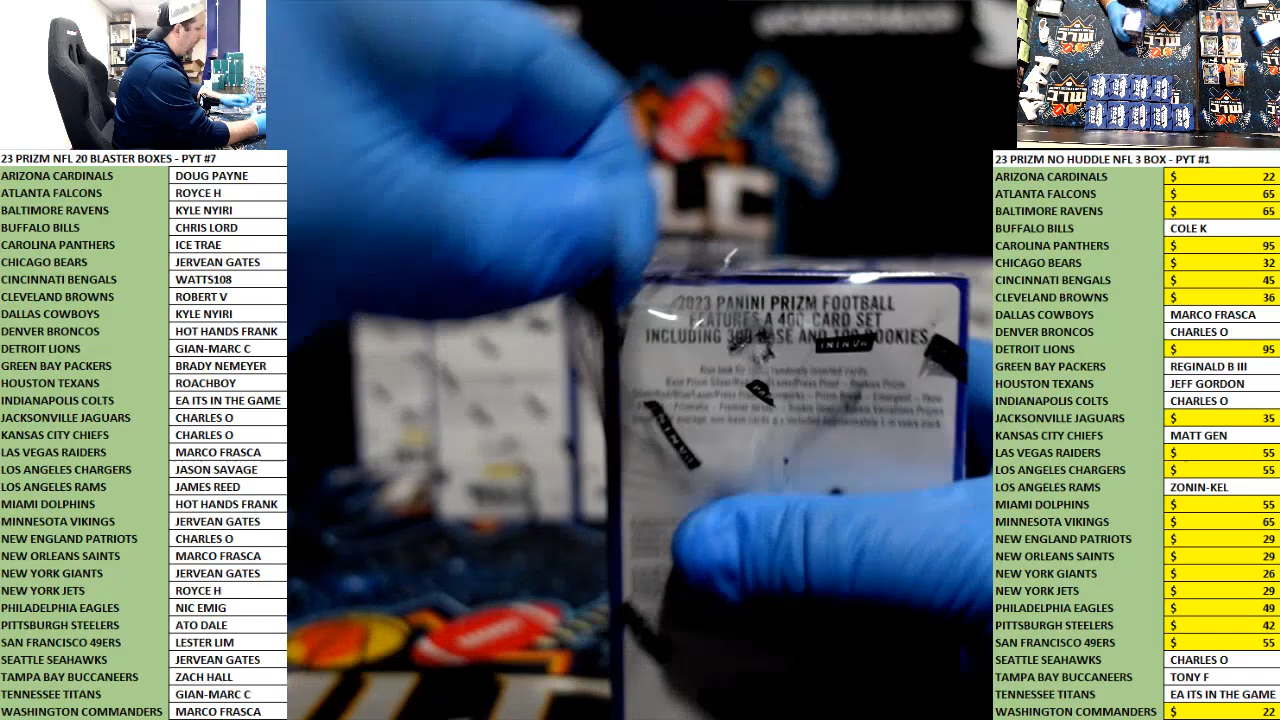 23 PRIZM NFL 20 BLASTER BOXES - PYT #7
ARIZONA CARDINALS DOUG PAYNE
ATLANTA FALCONS ROYCE H
BALTIMORE RAVENS KYLE NYIRI
BUFFALO BILLS CHRIS LORD
CAROLINA PANTHERS ICE TRAE
CHICAGO BEARS JERVEAN GATES
CINCINNATI BENGALS WATTS108
CLEVELAND BROWNS ROBERT V
DALLAS COWBOYS KYLE NYIRI
DENVER BRONCOS HOT HANDS FRANK
DETROIT LIONS GIAN-MARC C
GREEN BAY PACKERS BRADY NEMEYER
HOUSTON TEXANS ROACHBOY
INDIANAPOLIS COLTS EA ITS IN THE GAME
JACKSONVILLE JAGUARS CHARLES O
KANSAS CITY CHIEFS CHARLES O
LAS VEGAS RAIDERS MARCO FRASCA
LOS ANGELES CHARGERS JASON SAVAGE
LOS ANGELES RAMS JAMES REED
MIAMI DOLPHINS HOT HANDS FRANK
MINNESOTA VIKINGS JERVEAN GATES
NEW ENGLAND PATRIOTS CHARLES O
NEW ORLEANS SAINTS MARCO FRASCA
NEW YORK GIANTS JERVEAN GATES
NEW YORK JETS ROYCE H
PHILADELPHIA EAGLES NIC EMIG
PITTSBURGH STEELERS ATO DALE
SAN FRANCISCO 49ERS LESTER LIM
SEATTLE SEAHAWKS JERVEAN GATES
TAMPA BAY BUCCANEERS ZACH HALL
TENNESSEE TITANS GIAN-MARC C
WASHINGTON COMMANDERS MARCO FRASCA
2023 PANINI PRIZM FOOTBALL
FEATURES A 400-CARD SET
INCLUDING 300 BASE AND 100 ROOKIES
PANINI
23 PRIZM NO HUDDLE NFL 3 BOX - PYT #1
ARIZONA CARDINALS $ 22
ATLANTA FALCONS $ 65
BALTIMORE RAVENS $ 65
BUFFALO BILLS COLE K
CAROLINA PANTHERS $ 95
CHICAGO BEARS $ 32
CINCINNATI BENGALS $ 45
CLEVELAND BROWNS $ 36
DALLAS COWBOYS MARCO FRASCA
DENVER BRONCOS CHARLES O
DETROIT LIONS $ 95
GREEN BAY PACKERS REGINALD B III
HOUSTON TEXANS JEFF GORDON
INDIANAPOLIS COLTS CHARLES O
JACKSONVILLE JAGUARS $ 35
KANSAS CITY CHIEFS MATT GEN
LAS VEGAS RAIDERS $ 55
LOS ANGELES CHARGERS $ 55
LOS ANGELES RAMS ZONIN-KEL
MIAMI DOLPHINS $ 55
MINNESOTA VIKINGS $ 65
NEW ENGLAND PATRIOTS $ 29
NEW ORLEANS SAINTS $ 29
NEW YORK GIANTS $ 26
NEW YORK JETS $ 29
PHILADELPHIA EAGLES $ 49
PITTSBURGH STEELERS $ 42
SAN FRANCISCO 49ERS $ 55
SEATTLE SEAHAWKS CHARLES O
TAMPA BAY BUCCANEERS TONY F
TENNESSEE TITANS EA ITS IN THE GAME
WASHINGTON COMMANDERS $ 22